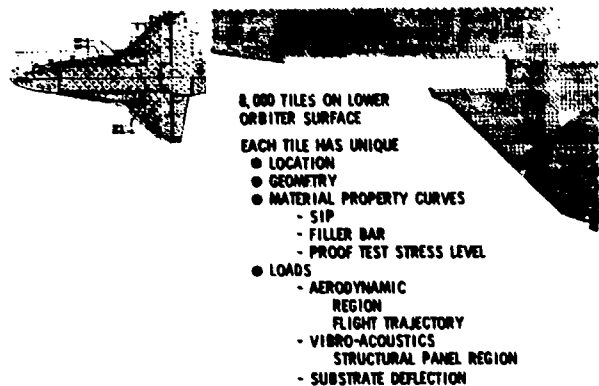 8,000 TILES ON LOWER
ORBITER SURFACE
EACH TILE HAS UNIQUE
● LOCATION
● GEOMETRY
● MATERIAL PROPERTY CURVES
- SIP
- FILLER BAR
- PROOF TEST STRESS LEVEL
● LOADS
- AERODYNAMIC
REGION
FLIGHT TRAJECTORY
- VIBRO-ACOUSTICS
STRUCTURAL PANEL REGION
- SUBSTRATE DEFLECTION